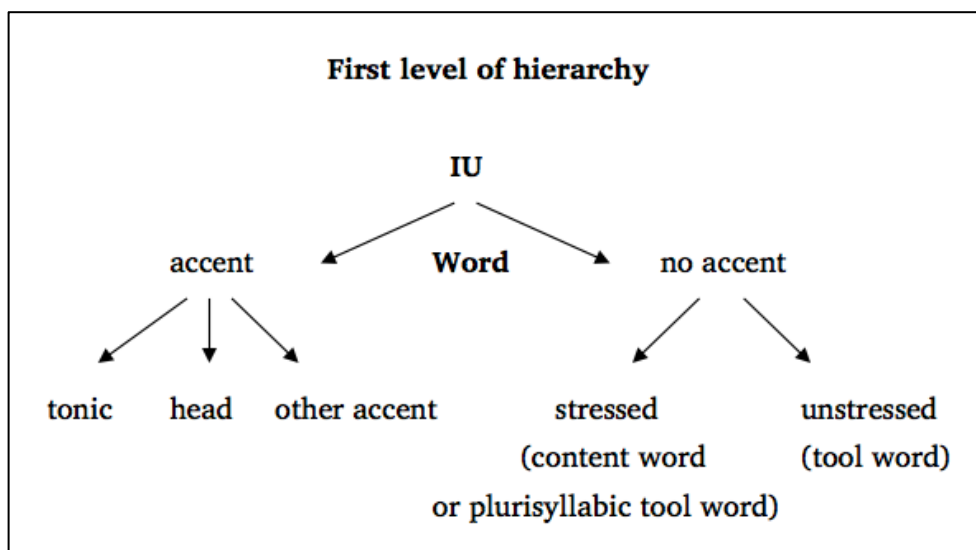 First level of hierarchy
IU
accent Word no accent
tonic head other accent stressed unstressed
(content word (tool word)
or plurisyllabic tool word)